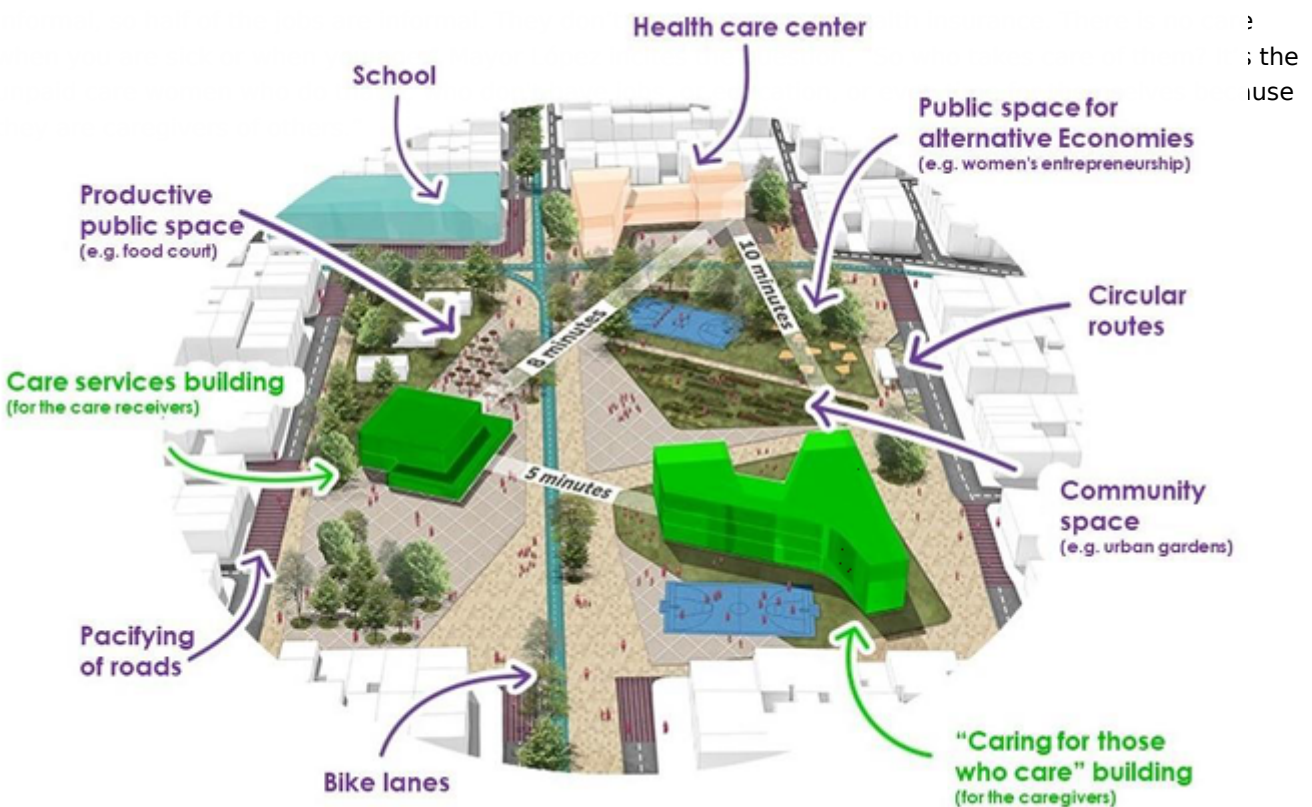 Health care center
s the
School
Public space for
alternative Economies
(e.g. women's entrepreneurship)
Productive
public space
(e.g. food court)
10 minutes
Circular
routes
8 minutes
Care services building
(for the care receivers)
5 minutes
Community
space
(e.g. urban gardens)
Pacifying
of roads
“Caring for those
who care” building
(for the caregivers)
Bike lanes